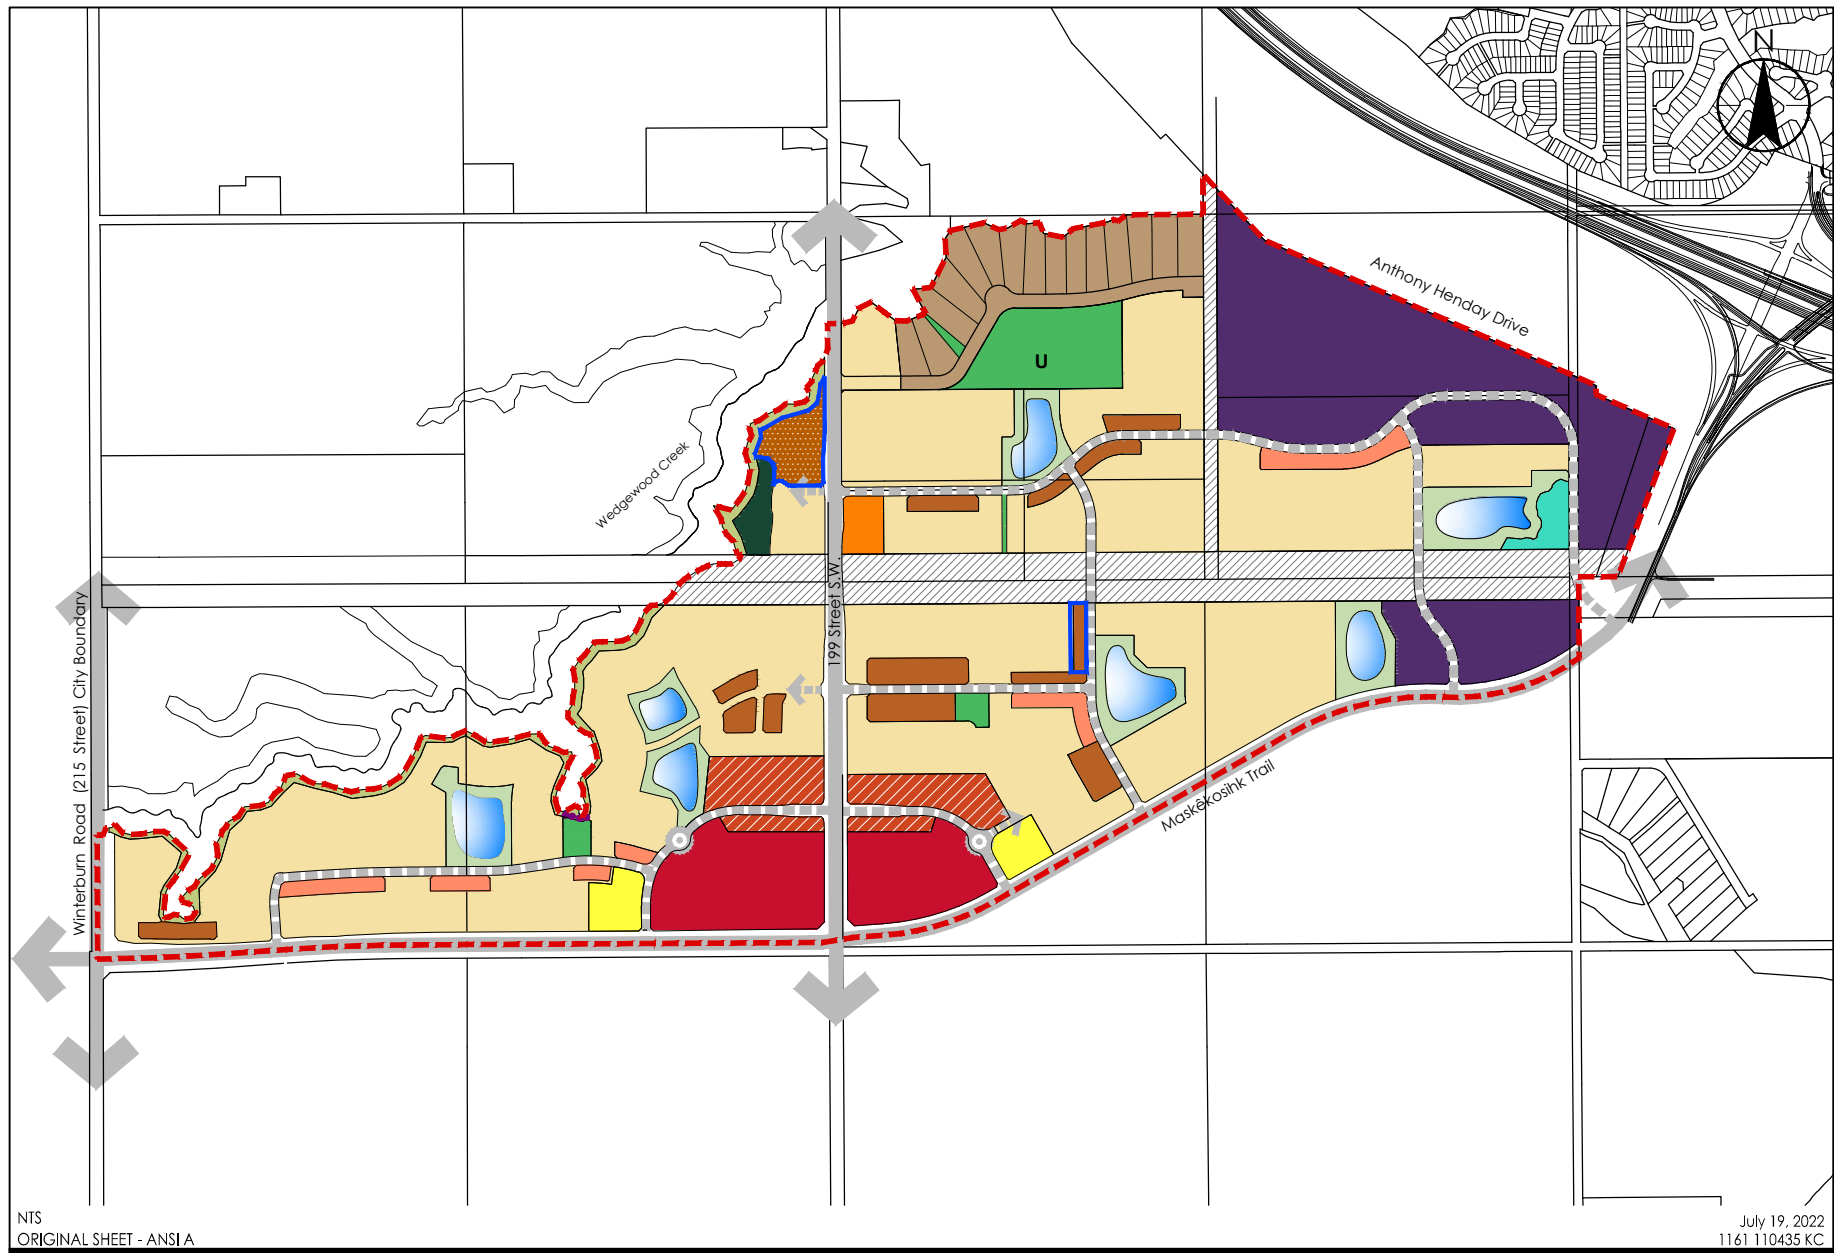 N
Anthony Henday Drive
U
Wedgewood Creek
199 Street S.W.
Winterburn Road (215 Street) City Boundary
Maskêkosihk Trail
NTS
ORIGINAL SHEET - ANSI A
July 19, 2022
1161 110435 KC